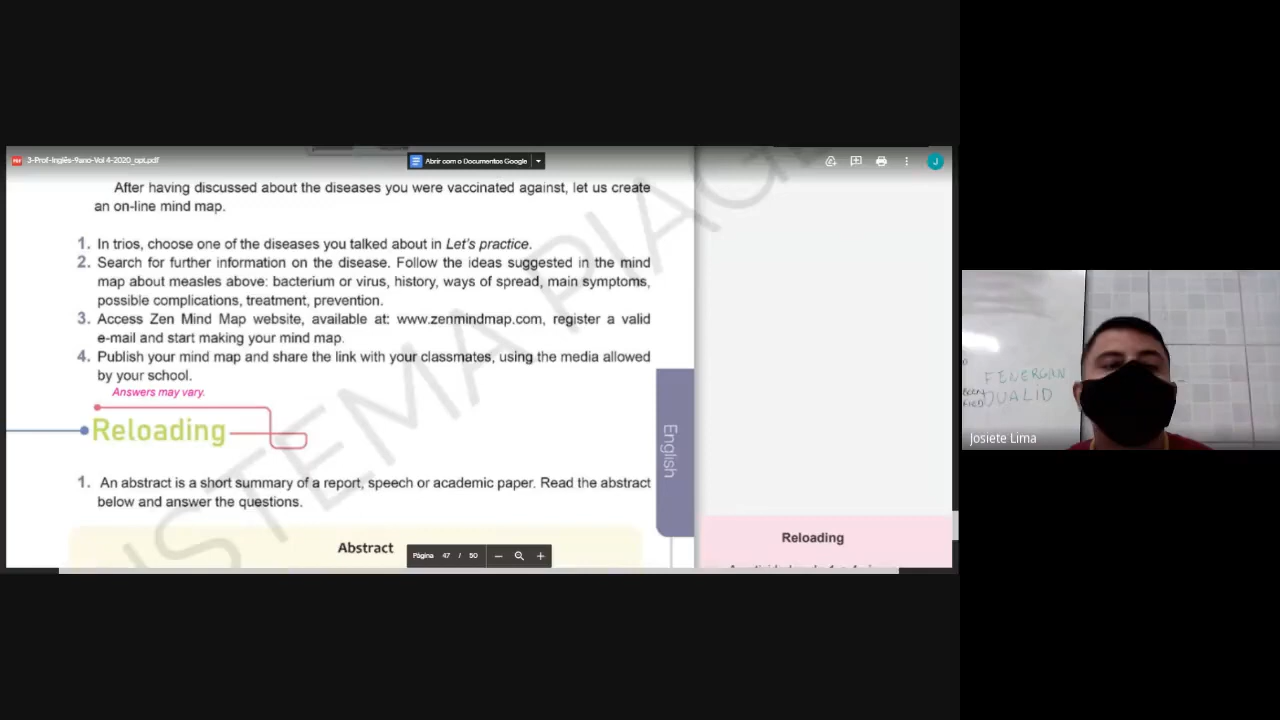 3-Prof-Inglês-9ano-Vol 4-2020_opt.pdf
Abrir com o Documentos Google
J
After having discussed about the diseases you were vaccinated against, let us create
an on-line mind map.
1. In trios, choose one of the diseases you talked about in Let's practice.
2. Search for further information on the disease. Follow the ideas suggested in the mind
map about measles above: bacterium or virus, history, ways of spread, main symptoms,
possible complications, treatment, prevention.
3. Access Zen Mind Map website, available at: www.zenmindmap.com, register a valid
e-mail and start making your mind map.
4. Publish your mind map and share the link with your classmates, using the media allowed
by your school.
Answers may vary.
Reloading
1. An abstract is a short summary of a report, speech or academic paper. Read the abstract
below and answer the questions.
Abstract
Página 47 / 50
English
Reloading
SISTEMA PIAGE
FENERGAN
DUALID
Josiete Lima